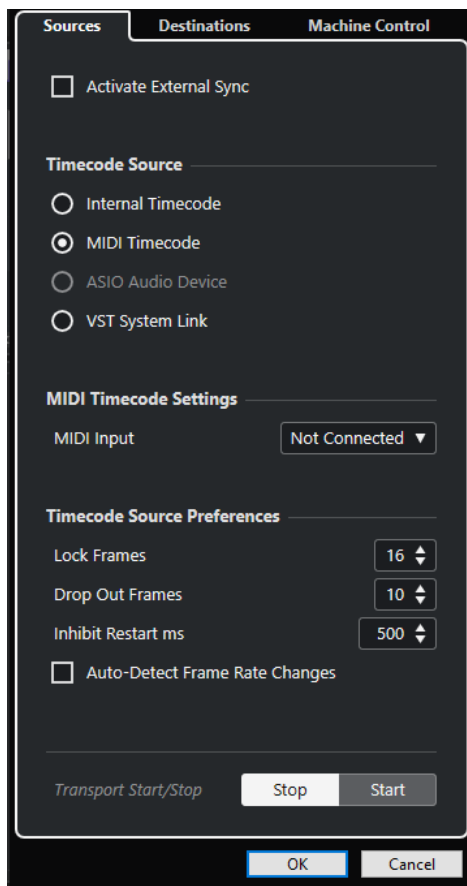 Sources Destinations Machine Control
Activate External Sync
Timecode Source
Internal Timecode
MIDI Timecode
ASIO Audio Device
VST System Link
MIDI Timecode Settings
MIDI Input Not Connected
Timecode Source Preferences
Lock Frames 16
Drop Out Frames 10
Inhibit Restart ms 500
Auto-Detect Frame Rate Changes
Transport Start/Stop Stop Start
OK Cancel